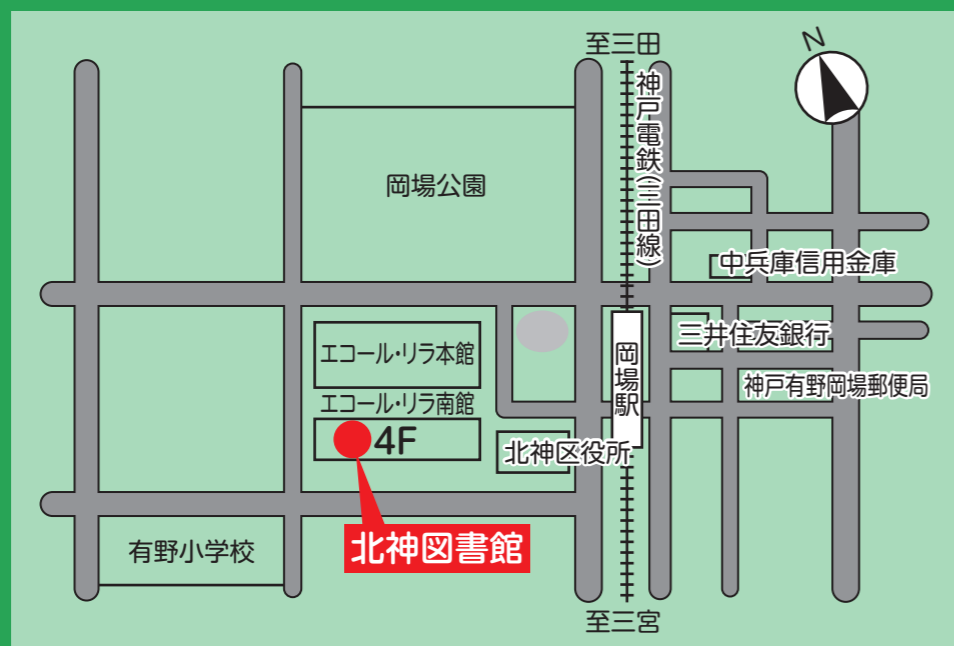 至三田
N
神戸電鉄(三田線)
岡場公園
中兵庫信用金庫
三井住友銀行
エコール・リラ本館
岡場駅
神戸有野岡場郵便局
エコール・リラ南館
4F
北神区役所
北神図書館
有野小学校
至三宮